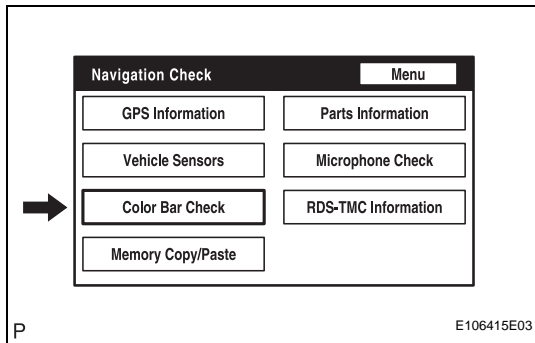 Navigation Check Menu
GPS Information Parts Information
Vehicle Sensors Microphone Check
Color Bar Check RDS-TMC Information
Memory Copy/Paste
P E106415E03